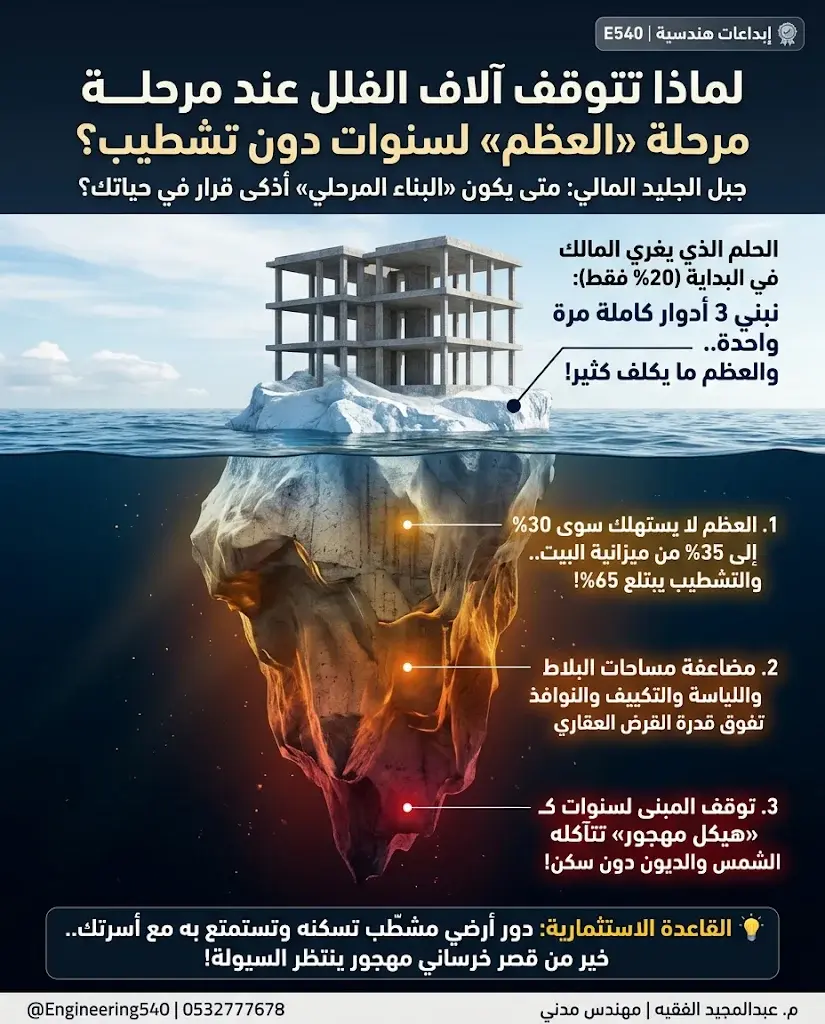 إبداعات هندسية | E540
لماذا تتوقف آلاف الفلل عند مرحلـــة
مرحلة «العظم» لسنوات دون تشطيب؟
جبل الجليد المالي: متى يكون «البناء المرحلي» أذكى قرار في حياتك؟
الحلم الذي يغري المالك
في البداية (20% فقط):
نبني 3 أدوار كاملة مرة
واحدة..
والعظم ما يكلف كثير!
1. العظم لا يستهلك سوى 30%
إلى 35% من ميزانية البيت..
والتشطيب يبتلع 65%!
2. مضاعفة مساحات البلاط
واللياسة والتكييف والنوافذ
تفوق قدرة القرض العقاري
3. توقف المبنى لسنوات كـ
«هيكل مهجور» تتآكله
الشمس والديون دون سكن!
القاعدة الاستثمارية: دور أرضي مشطّب تسكنه وتستمتع به مع أسرتك..
خير من قصر خرساني مهجور ينتظر السيولة!
م. عبدالمجيد الفقيه | مهندس مدني
@Engineering540 | 0532777678